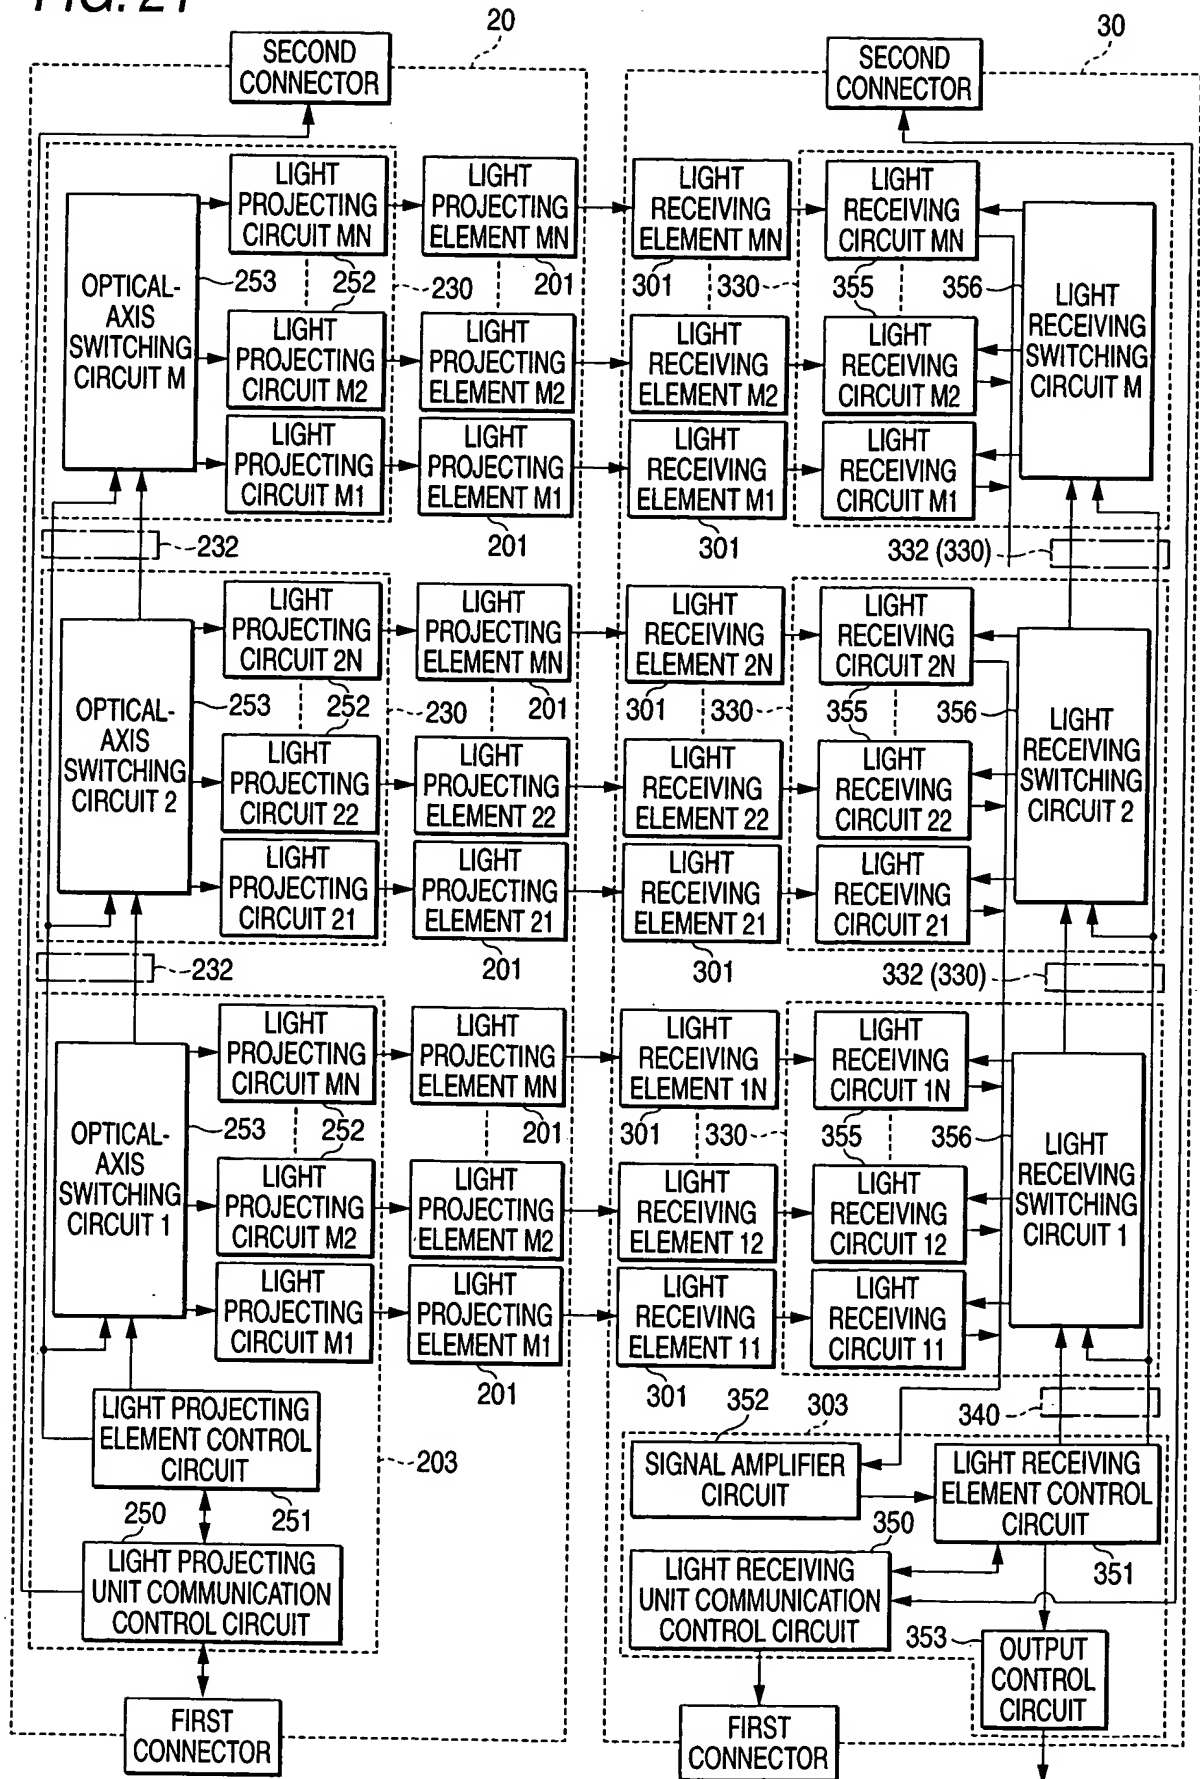 FIG. 21
20
30
SECOND
CONNECTOR
SECOND
CONNECTOR
LIGHT
PROJECTING
CIRCUIT MN
LIGHT
PROJECTING
ELEMENT MN
LIGHT
RECEIVING
ELEMENT MN
LIGHT
RECEIVING
CIRCUIT MN
OPTICAL-
AXIS
SWITCHING
CIRCUIT M
253
252
230
201
301
330
355
356
LIGHT
RECEIVING
SWITCHING
CIRCUIT M
LIGHT
PROJECTING
CIRCUIT M2
LIGHT
PROJECTING
ELEMENT M2
LIGHT
RECEIVING
ELEMENT M2
LIGHT
RECEIVING
CIRCUIT M2
LIGHT
PROJECTING
CIRCUIT M1
LIGHT
PROJECTING
ELEMENT M1
LIGHT
RECEIVING
ELEMENT M1
LIGHT
RECEIVING
CIRCUIT M1
232
201
301
332 (330)
LIGHT
PROJECTING
CIRCUIT 2N
LIGHT
PROJECTING
ELEMENT MN
LIGHT
RECEIVING
ELEMENT 2N
LIGHT
RECEIVING
CIRCUIT 2N
OPTICAL-
AXIS
SWITCHING
CIRCUIT 2
253
252
230
201
301
330
355
356
LIGHT
RECEIVING
SWITCHING
CIRCUIT 2
LIGHT
PROJECTING
CIRCUIT 22
LIGHT
PROJECTING
ELEMENT 22
LIGHT
RECEIVING
ELEMENT 22
LIGHT
RECEIVING
CIRCUIT 22
LIGHT
PROJECTING
CIRCUIT 21
LIGHT
PROJECTING
ELEMENT 21
LIGHT
RECEIVING
ELEMENT 21
LIGHT
RECEIVING
CIRCUIT 21
232
201
301
332 (330)
LIGHT
PROJECTING
CIRCUIT MN
LIGHT
PROJECTING
ELEMENT MN
LIGHT
RECEIVING
ELEMENT 1N
LIGHT
RECEIVING
CIRCUIT 1N
OPTICAL-
AXIS
SWITCHING
CIRCUIT 1
253
252
201
301
330
355
356
LIGHT
RECEIVING
SWITCHING
CIRCUIT 1
LIGHT
PROJECTING
CIRCUIT M2
LIGHT
PROJECTING
ELEMENT M2
LIGHT
RECEIVING
ELEMENT 12
LIGHT
RECEIVING
CIRCUIT 12
LIGHT
PROJECTING
CIRCUIT M1
LIGHT
PROJECTING
ELEMENT M1
LIGHT
RECEIVING
ELEMENT 11
LIGHT
RECEIVING
CIRCUIT 11
201
301
340
LIGHT PROJECTING
ELEMENT CONTROL
CIRCUIT
203
352
303
SIGNAL AMPLIFIER
CIRCUIT
LIGHT RECEIVING
ELEMENT CONTROL
CIRCUIT
250
251
350
351
LIGHT PROJECTING
UNIT COMMUNICATION
CONTROL CIRCUIT
LIGHT RECEIVING
UNIT COMMUNICATION
CONTROL CIRCUIT
353
OUTPUT
CONTROL
CIRCUIT
FIRST
CONNECTOR
FIRST
CONNECTOR